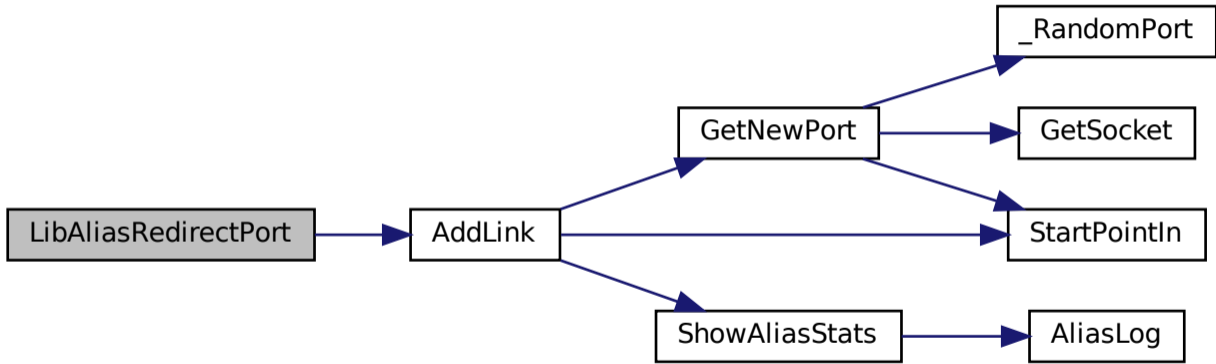 _RandomPort
GetNewPort
GetSocket
LibAliasRedirectPort
AddLink
StartPointIn
ShowAliasStats
AliasLog